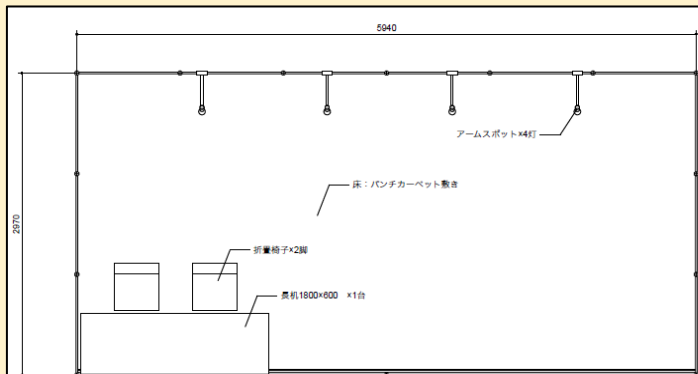 5940
アームスポット×4灯
床：パンチカーペット敷き
2970
折畳椅子×2脚
長机1800×600 ×1台